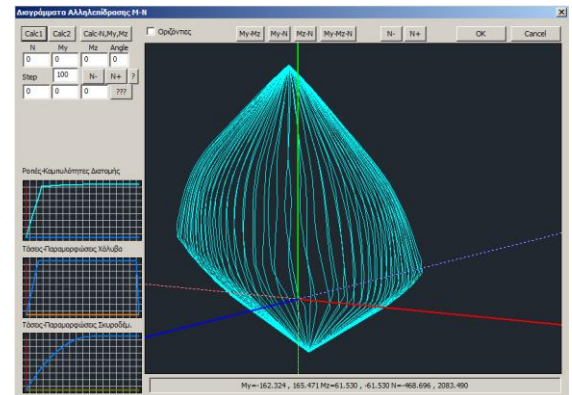 Διαγράμματα Αλληλεπίδρασης M-N
Calc1 Calc2 Calc-N,My,Mz Οριζόντιες My-Mz My-N Mz-N My-Mz-N N- N+ OK Cancel
N My Mz Angle
0 0 0 0
Step 100 N- N+ ?
0 0 0 ???
Ροπές-Καμπυλότητες Διατομής
Τάσεις-Παραμορφώσεις Χάλυβα
Τάσεις-Παραμορφώσεις Σκυροδέμ.
My=-162.324 , 165.471 Mz=61.530 , -61.530 N=-468.696 , 2083.490